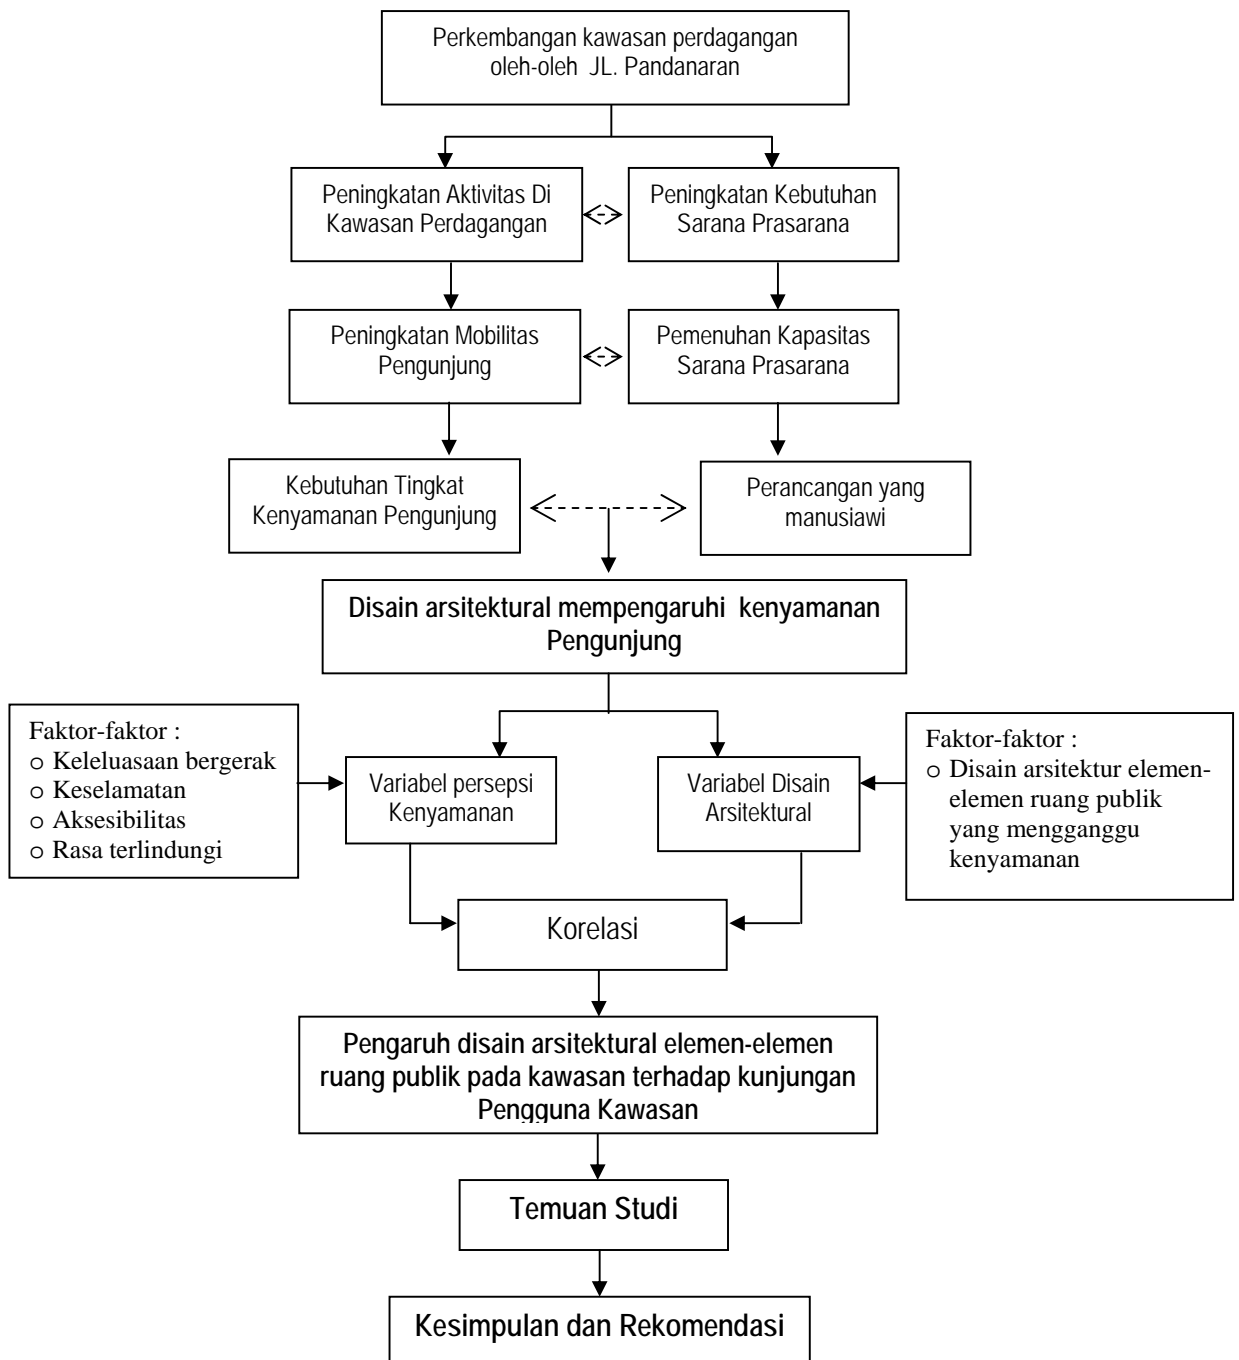 Perkembangan kawasan perdagangan
oleh-oleh JL. Pandanaran
Peningkatan Aktivitas Di
Kawasan Perdagangan
Peningkatan Kebutuhan
Sarana Prasarana
Peningkatan Mobilitas
Pengunjung
Pemenuhan Kapasitas
Sarana Prasarana
Kebutuhan Tingkat
Kenyamanan Pengunjung
Perancangan yang
manusiawi
Disain arsitektural mempengaruhi kenyamanan
Pengunjung
Faktor-faktor :
o Keleluasaan bergerak
o Keselamatan
o Aksesibilitas
o Rasa terlindungi
Variabel persepsi
Kenyamanan
Variabel Disain
Arsitektural
Faktor-faktor :
o Disain arsitektur elemen-
elemen ruang publik
yang mengganggu
kenyamanan
Korelasi
Pengaruh disain arsitektural elemen-elemen
ruang publik pada kawasan terhadap kunjungan
Pengguna Kawasan
Temuan Studi
Kesimpulan dan Rekomendasi